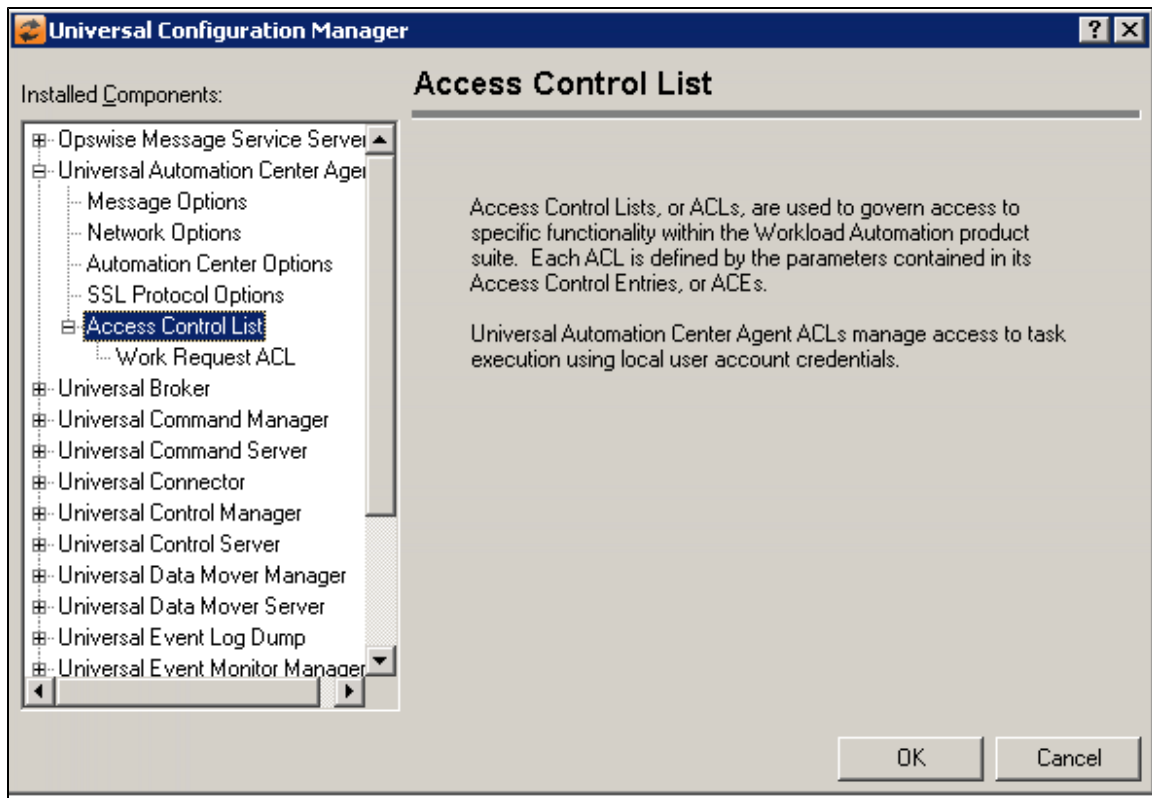 Universal Configuration Manager
Installed Components:
Opswise Message Service Server
Universal Automation Center Agen
Message Options
Network Options
Automation Center Options
SSL Protocol Options
Access Control List
Work Request ACL
Universal Broker
Universal Command Manager
Universal Command Server
Universal Connector
Universal Control Manager
Universal Control Server
Universal Data Mover Manager
Universal Data Mover Server
Universal Event Log Dump
Universal Event Monitor Manager
Access Control List
Access Control Lists, or ACLs, are used to govern access to
specific functionality within the Workload Automation product
suite. Each ACL is defined by the parameters contained in its
Access Control Entries, or ACEs.
Universal Automation Center Agent ACLs manage access to task
execution using local user account credentials.
OK
Cancel